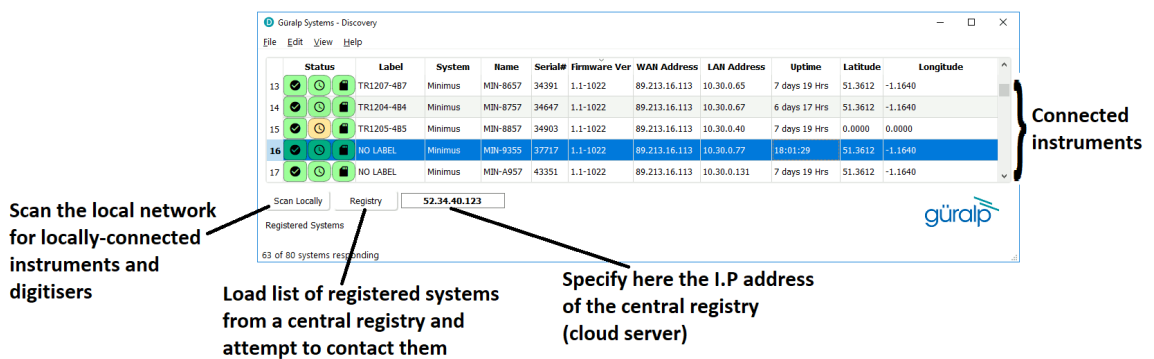 Güralp Systems - Discovery
File Edit View Help
Status Label System Name Serial# Firmware Ver WAN Address LAN Address Uptime Latitude Longitude
13 TR1207-4B7 Minimus MIN-8657 34391 1.1-1022 89.213.16.113 10.30.0.65 7 days 19 Hrs 51.3612 -1.1640
14 TR1204-4B4 Minimus MIN-8757 34647 1.1-1022 89.213.16.113 10.30.0.67 6 days 17 Hrs 51.3612 -1.1640
15 TR1205-4B5 Minimus MIN-8857 34903 1.1-1022 89.213.16.113 10.30.0.40 7 days 19 Hrs 0.0000 0.0000
16 NO LABEL Minimus MIN-9355 37717 1.1-1022 89.213.16.113 10.30.0.77 18:01:29 51.3612 -1.1640
17 NO LABEL Minimus MIN-A957 43351 1.1-1022 89.213.16.113 10.30.0.131 7 days 19 Hrs 51.3612 -1.1640
Connected
instruments
Scan Locally Registry 52.34.40.123
Registered Systems
güralp
63 of 80 systems responding
Scan the local network
for locally-connected
instruments and
digitisers
Load list of registered systems
from a central registry and
attempt to contact them
Specify here the I.P address
of the central registry
(cloud server)